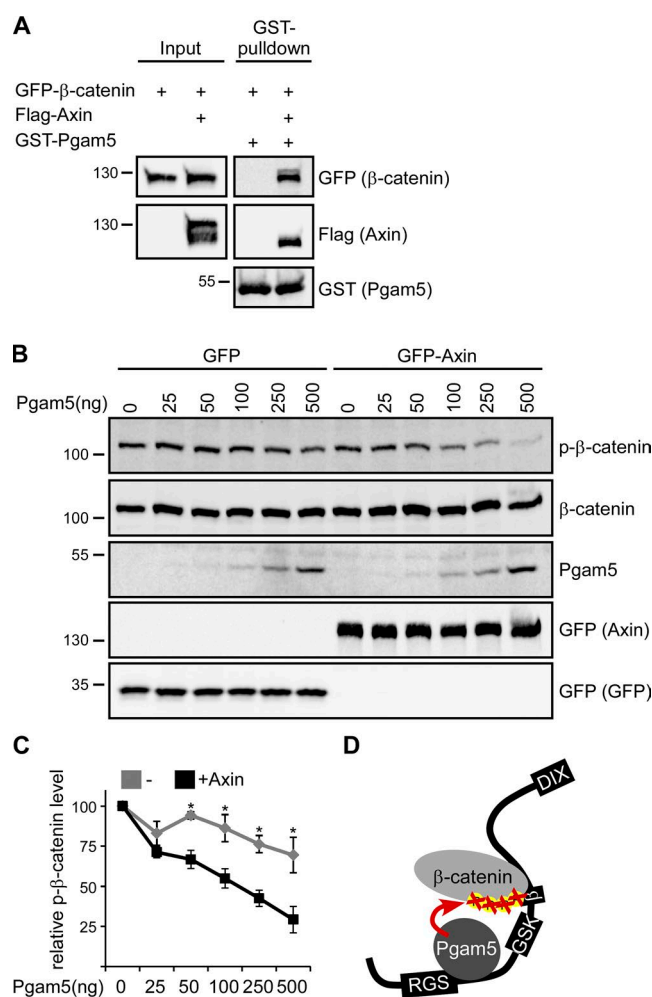 A
Input
GST-
pulldown
GFP-β-catenin + + + +
Flag-Axin + +
GST-Pgam5 + +
130 GFP (β-catenin)
130 Flag (Axin)
55 GST (Pgam5)
B
GFP GFP-Axin
Pgam5(ng) 0 25 50 100 250 500 0 25 50 100 250 500
100 p-β-catenin
100 β-catenin
55 Pgam5
130 GFP (Axin)
35 GFP (GFP)
C
- +Axin
relative p-β-catenin level
100
75
50
25
* * * *
Pgam5(ng) 0 25 50 100 250 500
D
DIX
β-catenin
β
GSK
Pgam5
RGS